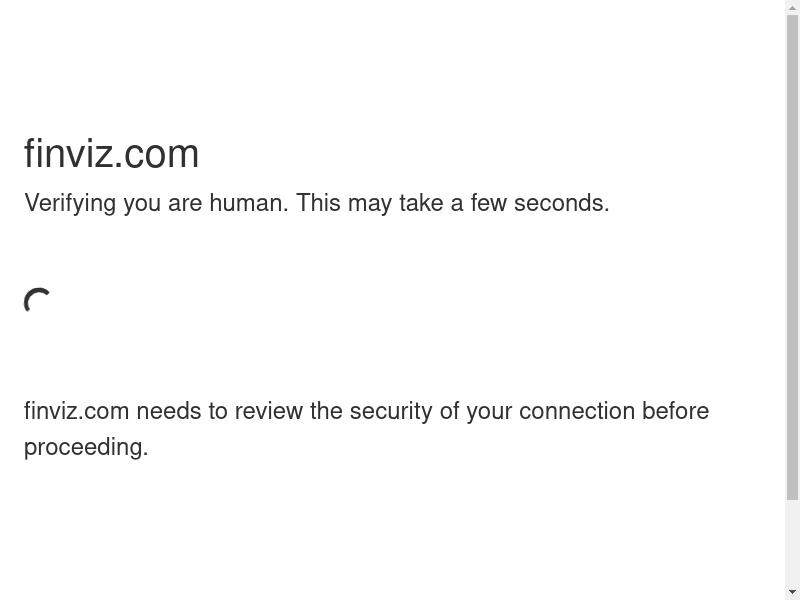 finviz.com
Verifying you are human. This may take a few seconds.
finviz.com needs to review the security of your connection before
proceeding.